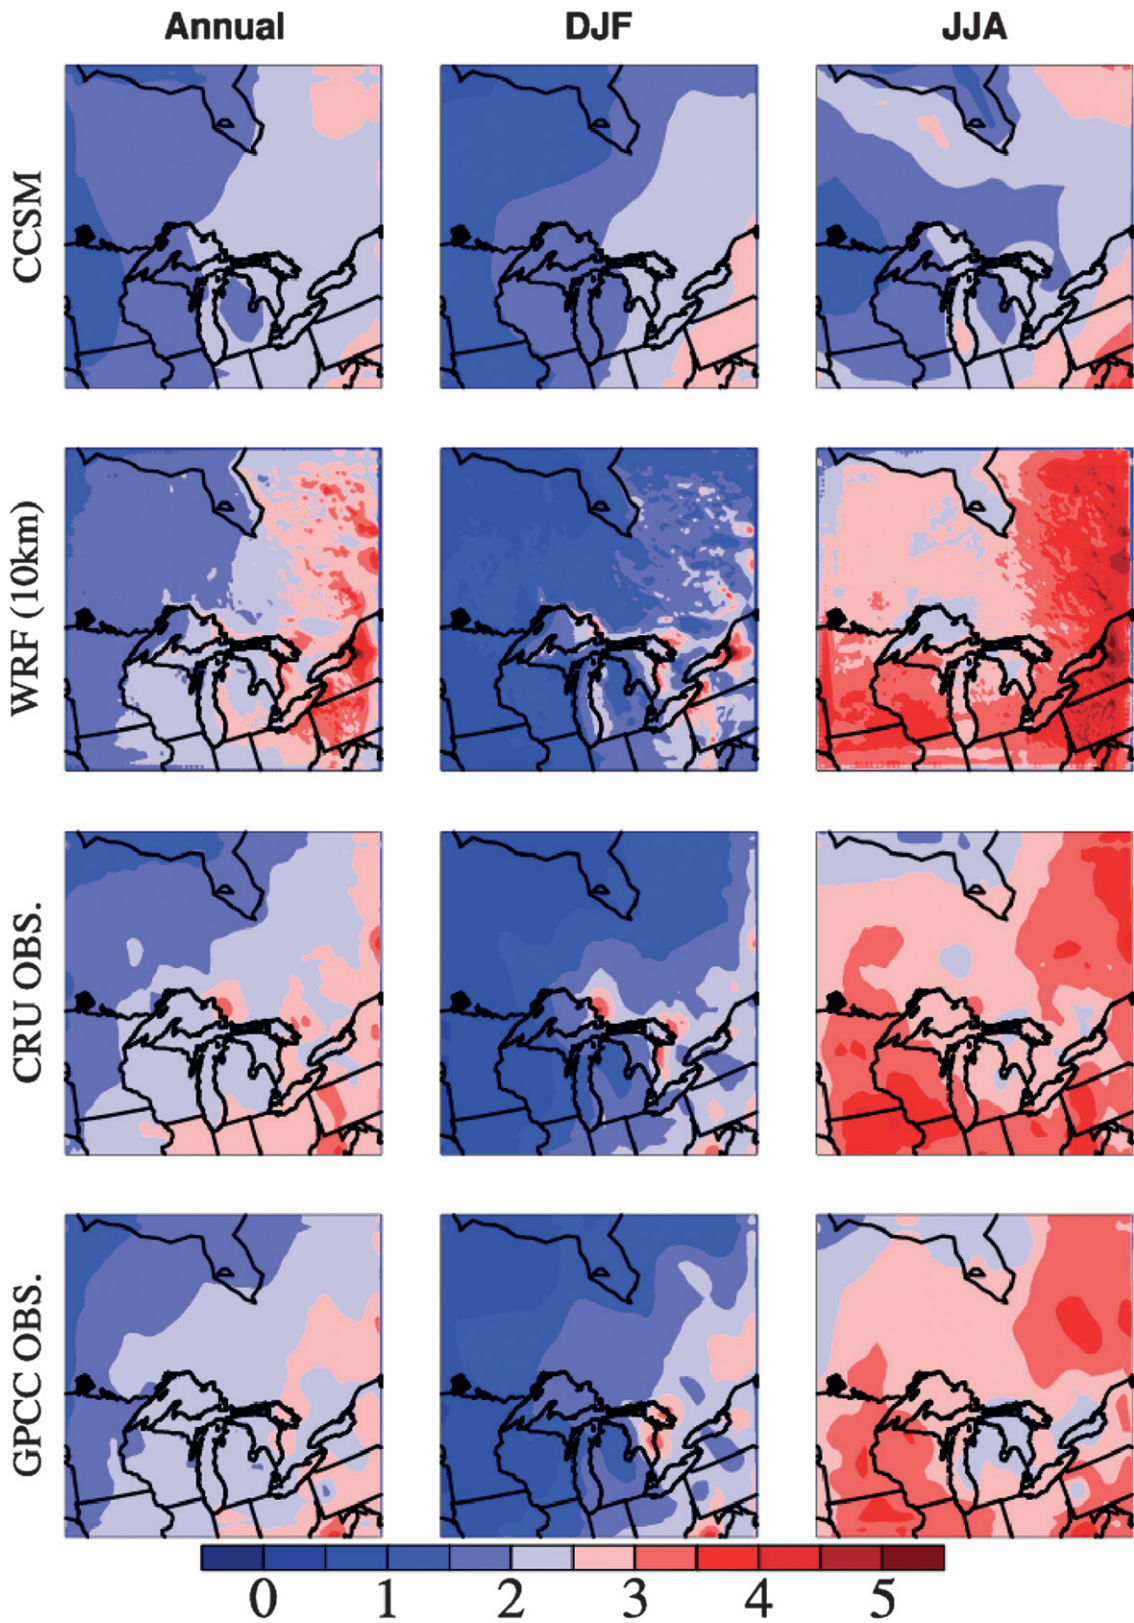 Annual DJF JJA
CCSM
WRF (10km)
CRU OBS.
GPCC OBS.
0 1 2 3 4 5